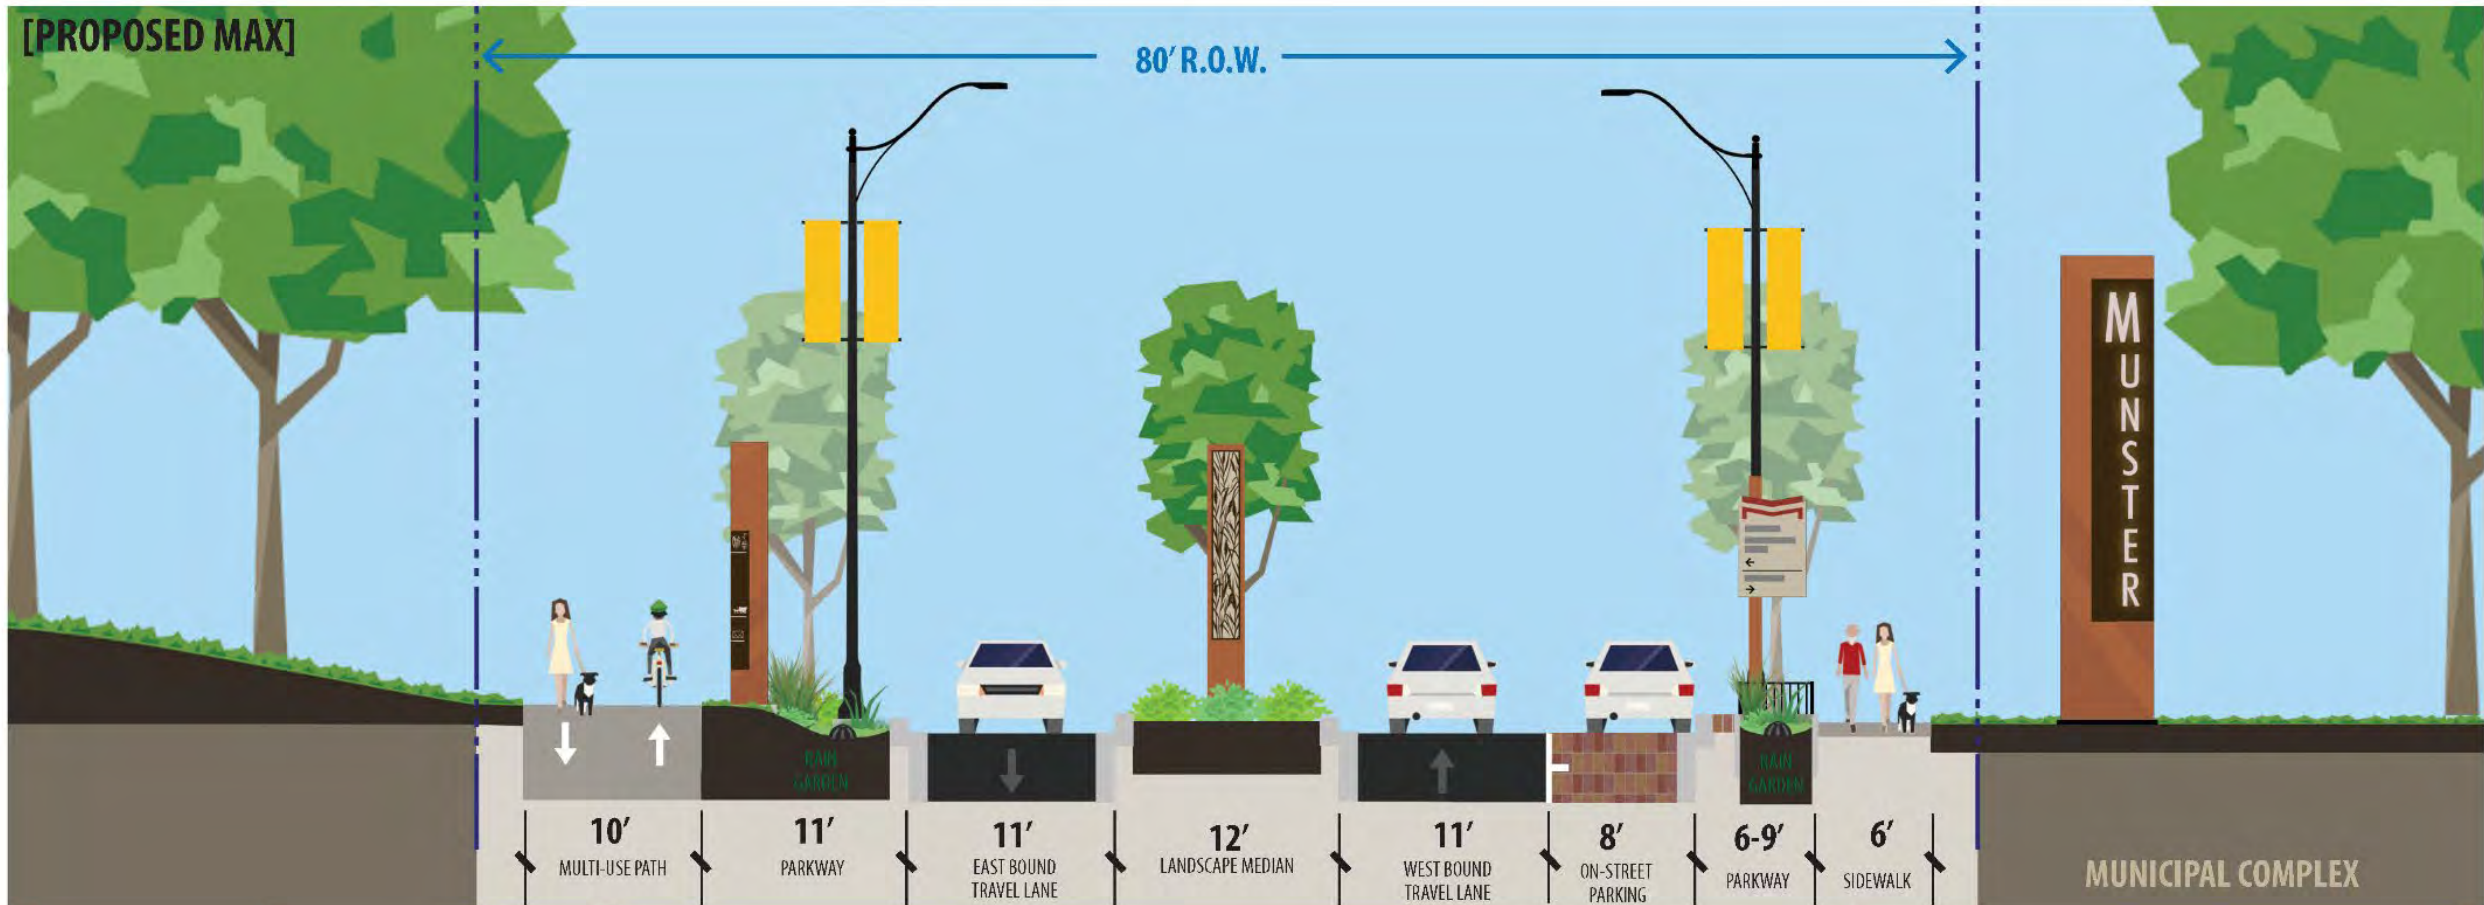 [PROPOSED MAX]
80' R.O.W.
MUNSTER
RAIN
GARDEN
RAIN
GARDEN
10'
MULTI-USE PATH
11'
PARKWAY
11'
EAST BOUND
TRAVEL LANE
12'
LANDSCAPE MEDIAN
11'
WEST BOUND
TRAVEL LANE
8'
ON-STREET
PARKING
6-9'
PARKWAY
6'
SIDEWALK
MUNICIPAL COMPLEX